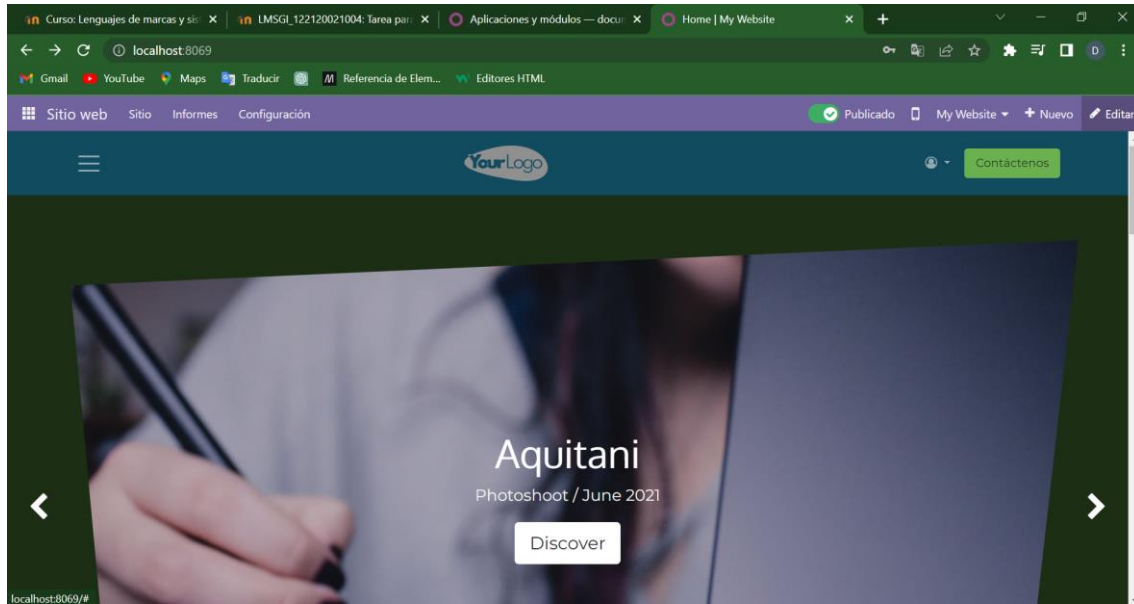 Curso: Lenguajes de marcas y sis
LMSGI_122120021004: Tarea para
Aplicaciones y módulos — docum
Home | My Website
localhost:8069
Gmail
YouTube
Maps
Traducir
Referencia de Elem...
Editores HTML
Sitio web
Sitio
Informes
Configuración
Publicado
My Website
Nuevo
Editar
YourLogo
Contáctenos
Aquitani
Photoshoot / June 2021
Discover
localhost:8069/#